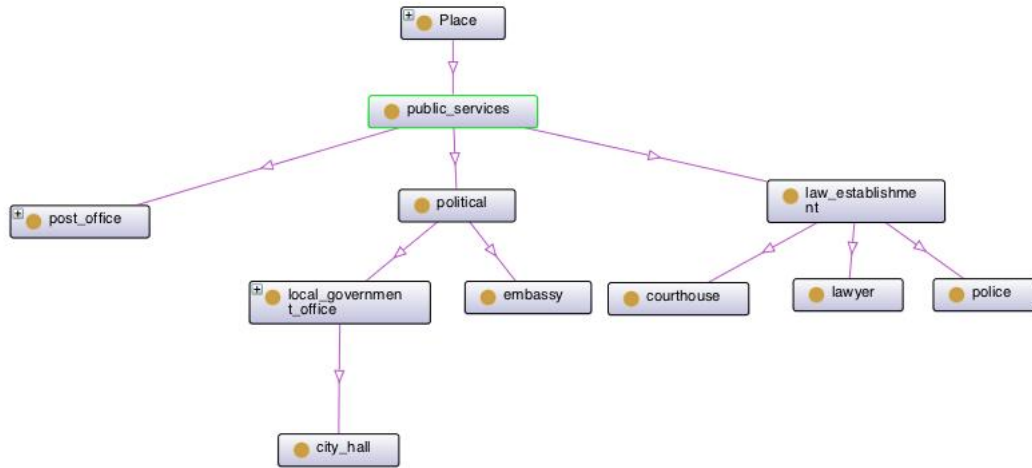 Place
public_services
post_office
political
law_establishme
nt
local_governmen
t_office
embassy
courthouse
lawyer
police
city_hall